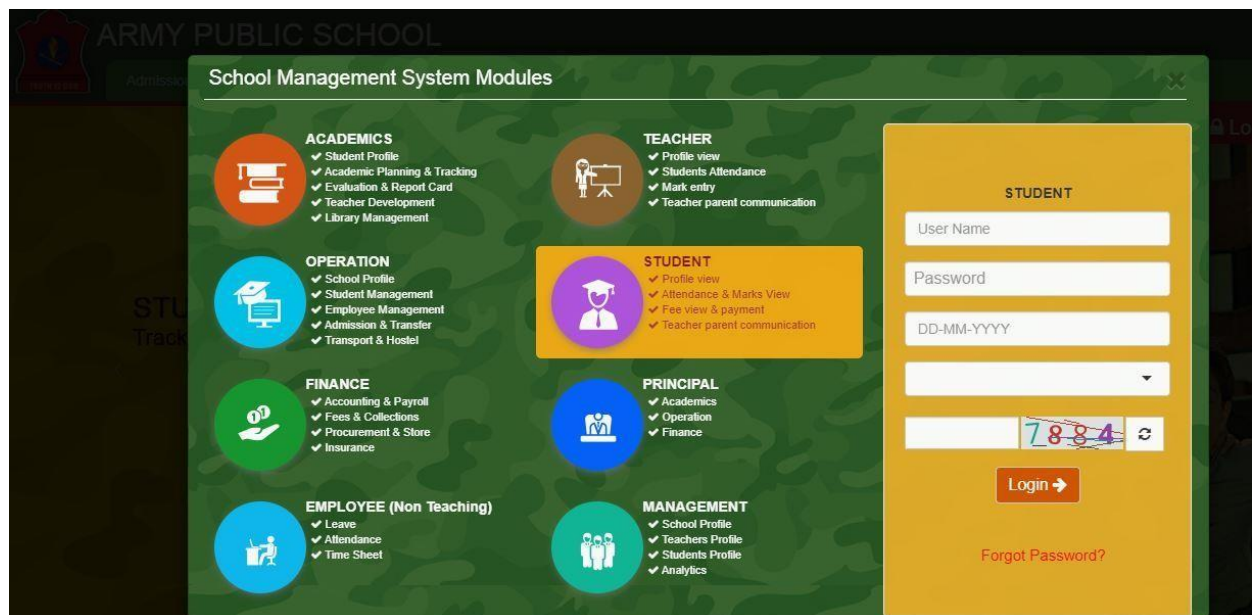 ARMY PUBLIC SCHOOL
Admissio
School Management System Modules
ACADEMICS
Student Profile
Academic Planning & Tracking
Evaluation & Report Card
Teacher Development
Library Management
TEACHER
Profile view
Students Attendance
Mark entry
Teacher parent communication
OPERATION
School Profile
Student Management
Employee Management
Admission & Transfer
Transport & Hostel
STUDENT
Profile view
Attendance & Marks View
Fee view & payment
Teacher parent communication
FINANCE
Accounting & Payroll
Fees & Collections
Procurement & Store
Insurance
PRINCIPAL
Academics
Operation
Finance
EMPLOYEE (Non Teaching)
Leave
Attendance
Time Sheet
MANAGEMENT
School Profile
Teachers Profile
Students Profile
Analytics
STUDENT
User Name
Password
DD-MM-YYYY
7884
Login
Forgot Password?
STU
Track
Lo